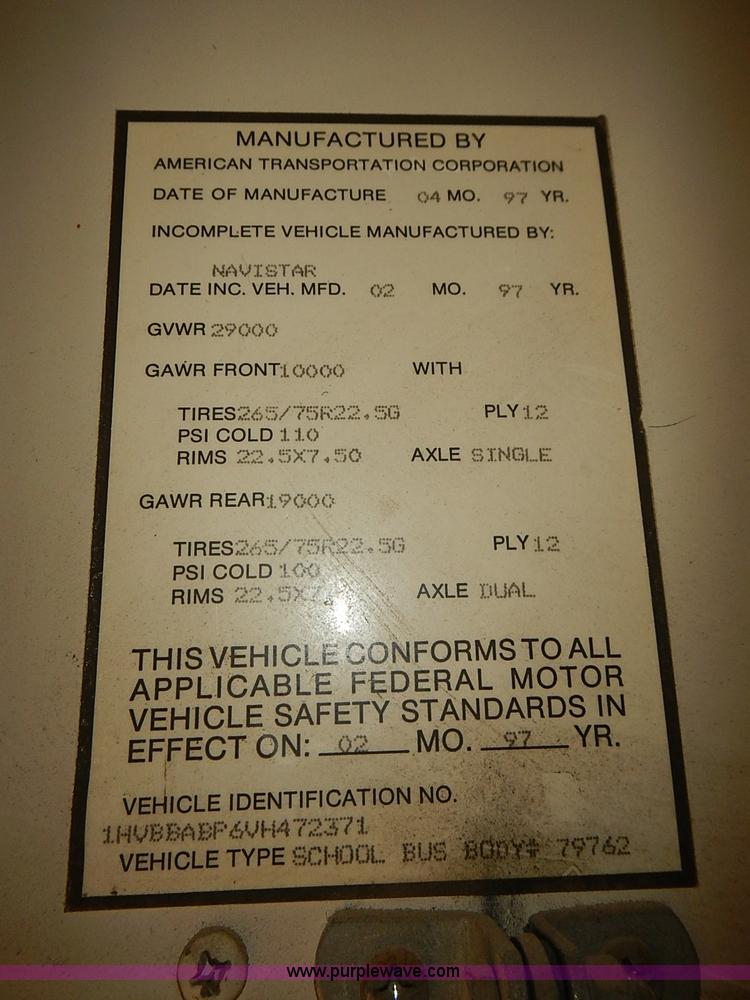 MANUFACTURED BY
AMERICAN TRANSPORTATION CORPORATION
DATE OF MANUFACTURE 04 MO. 97 YR.
INCOMPLETE VEHICLE MANUFACTURED BY:
NAVISTAR
DATE INC. VEH. MFD. 02 MO. 97 YR.
GVWR 29000
GAWR FRONT 10000 WITH
TIRES 265/75R22.5G PLY 12
PSI COLD 110
RIMS 22.5X7.50 AXLE SINGLE
GAWR REAR 19000
TIRES 265/75R22.5G PLY 12
PSI COLD 100
RIMS AXLE DUAL
THIS VEHICLE CONFORMS TO ALL
APPLICABLE FEDERAL MOTOR
VEHICLE SAFETY STANDARDS IN
EFFECT ON: 02 MO. 97 YR.
VEHICLE IDENTIFICATION NO.
1HVBBABP6VH472371
VEHICLE TYPE SCHOOL BUS BODY# 79762
www.purplewave.com